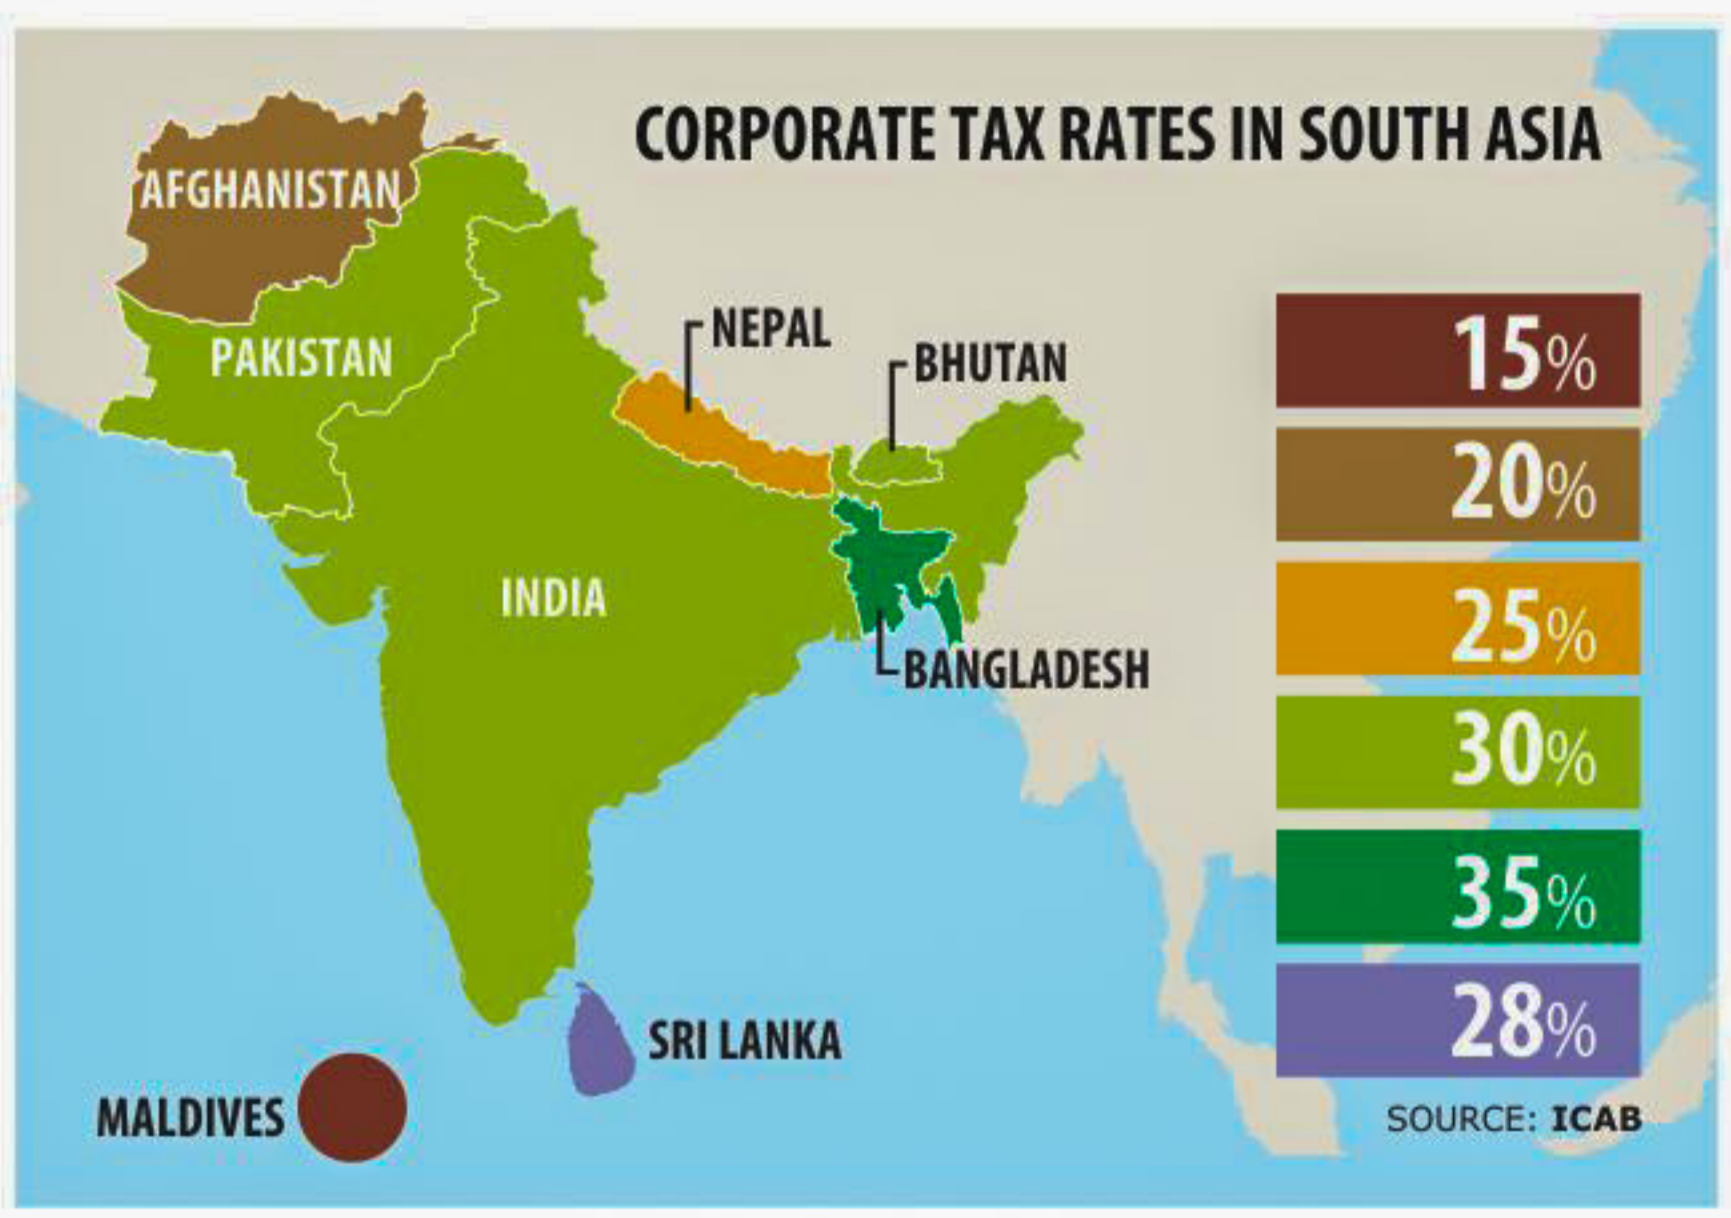 CORPORATE TAX RATES IN SOUTH ASIA
AFGHANISTAN
PAKISTAN
NEPAL
BHUTAN
INDIA
BANGLADESH
SRI LANKA
MALDIVES
15%
20%
25%
30%
35%
28%
SOURCE: ICAB